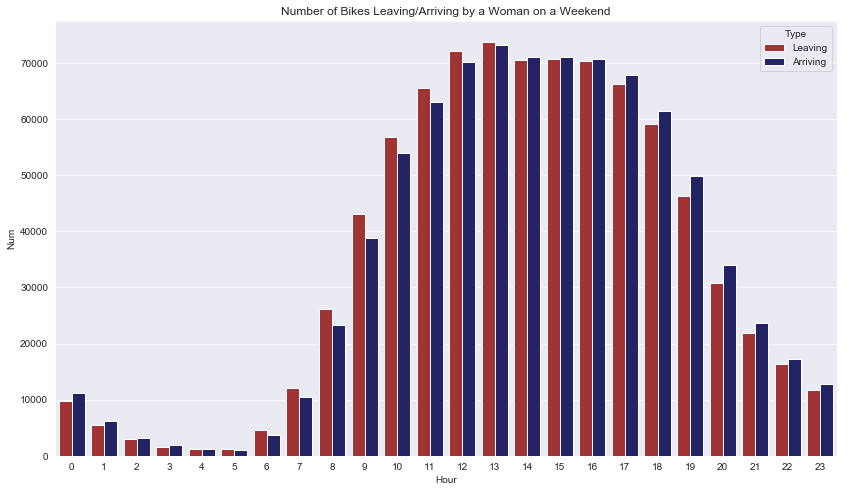 Number of Bikes Leaving/Arriving by a Woman on a Weekend
Type
Leaving
Arriving
70000
60000
50000
40000
30000
20000
10000
0
Num
0 1 2 3 4 5 6 7 8 9 10 11 12 13 14 15 16 17 18 19 20 21 22 23
Hour